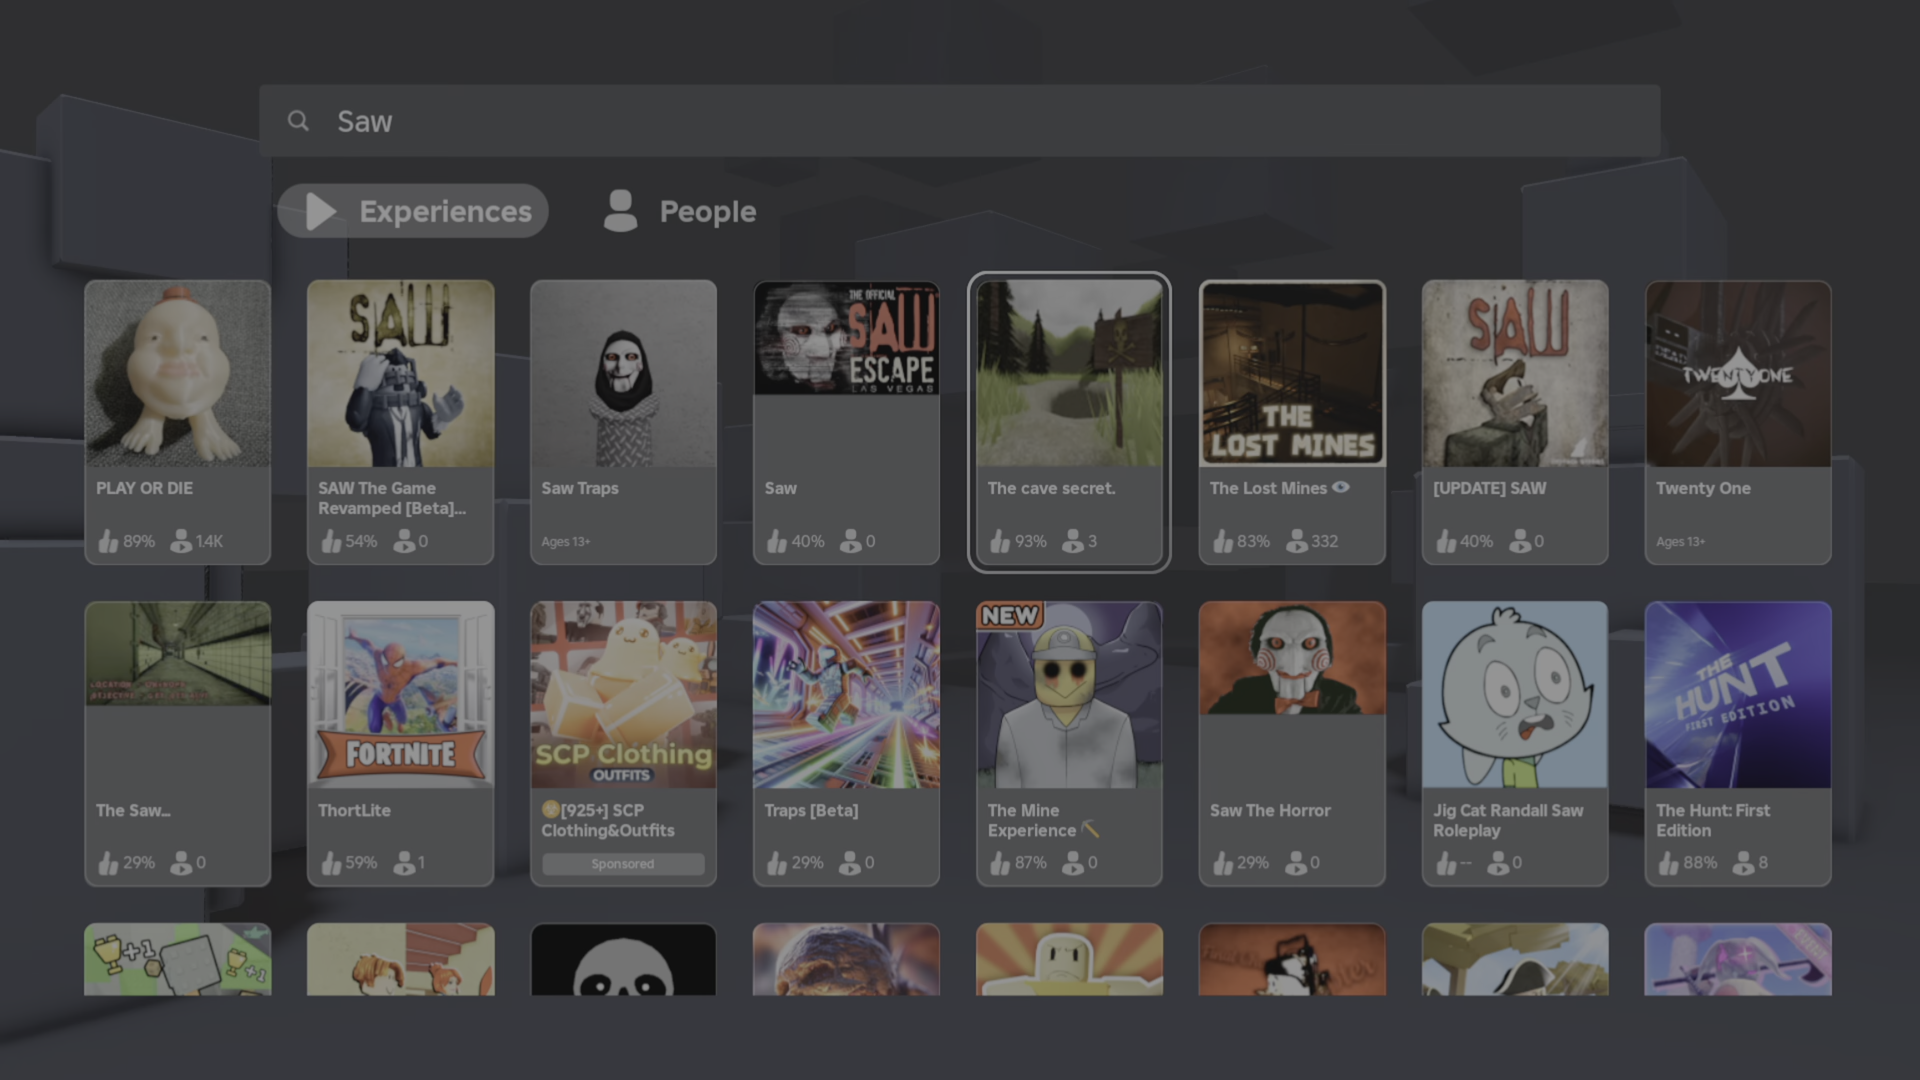 Saw
Experiences
People
SAW
THE OFFICIAL
SAW
ESCAPE
LAS VEGAS
THE
LOST MINES
SAW
TWENTYONE
PLAY OR DIE
SAW The Game
Revamped [Beta]...
Saw Traps
Saw
The cave secret.
The Lost Mines
[UPDATE] SAW
Twenty One
89% 1.4K
54% 0
Ages 13+
40% 0
93% 3
83% 332
40% 0
Ages 13+
FORTNITE
SCP Clothing
OUTFITS
NEW
THE
HUNT
FIRST EDITION
The Saw...
ThortLite
[925+] SCP
Clothing&Outfits
Traps [Beta]
The Mine
Experience
Saw The Horror
Jig Cat Randall Saw
Roleplay
The Hunt: First
Edition
29% 0
59% 1
Sponsored
29% 0
87% 0
29% 0
-- 0
88% 8
+1
+1